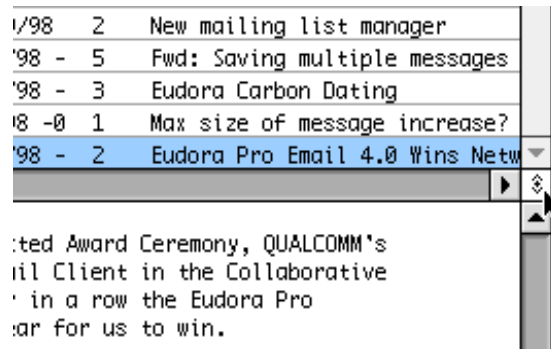 /98 2 New mailing list manager
'98 - 5 Fwd: Saving multiple messages
'98 - 3 Eudora Carbon Dating
98 -0 1 Max size of message increase?
'98 - 2 Eudora Pro Email 4.0 Wins Netw
ted Award Ceremony, QUALCOMM's
il Client in the Collaborative
in a row the Eudora Pro
ear for us to win.